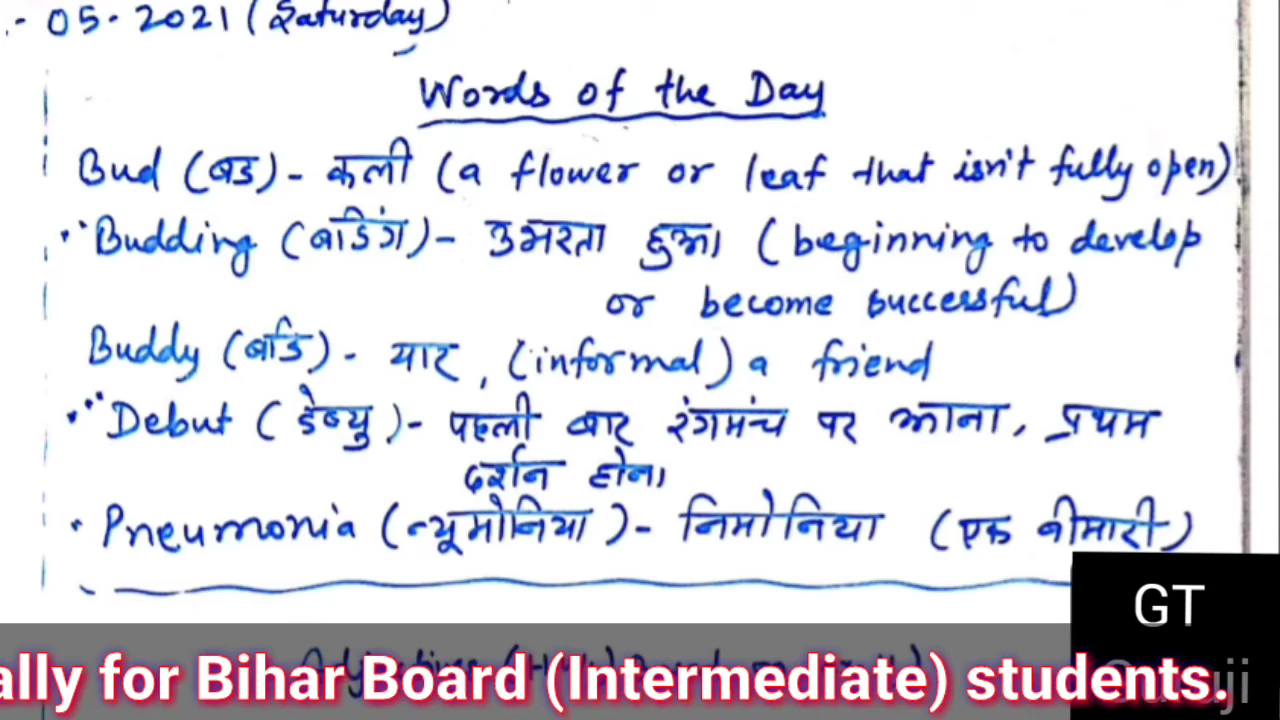 05-2021 (Saturday)
Words of the Day
Bud (बड) - कली (a flower or leaf that isn't fully open)
Budding (बडिंग) - उभरता हुआ (beginning to develop
or become successful)
Buddy (बडि) - यार, (informal) a friend
Debut (डेब्यु) - पहली बार रंगमंच पर आना, प्रथम
दर्शन होना
Pneumonia (न्यूमोनिया) - निमोनिया (एक बीमारी)
GT
ally for Bihar Board (Intermediate) students.